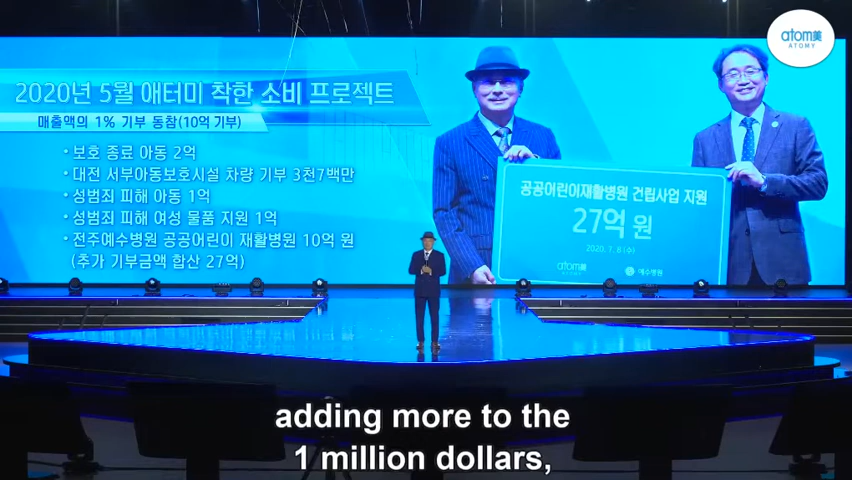 atom美
ATOMY
2020년 5월 애터미 착한 소비 프로젝트
매출액의 1% 기부 동참(10억 기부)
• 보호 종료 아동 2억
• 대전 서부아동보호시설 차량 기부 3천7백만
• 성범죄 피해 아동 1억
• 성범죄 피해 여성 물품 지원 1억
• 전주예수병원 공공어린이 재활병원 10억 원
(추가 기부금액 합산 27억)
공공어린이재활병원 건립사업 지원
27억 원
2020. 7. 8 (수)
atom美
예수병원
adding more to the
1 million dollars,